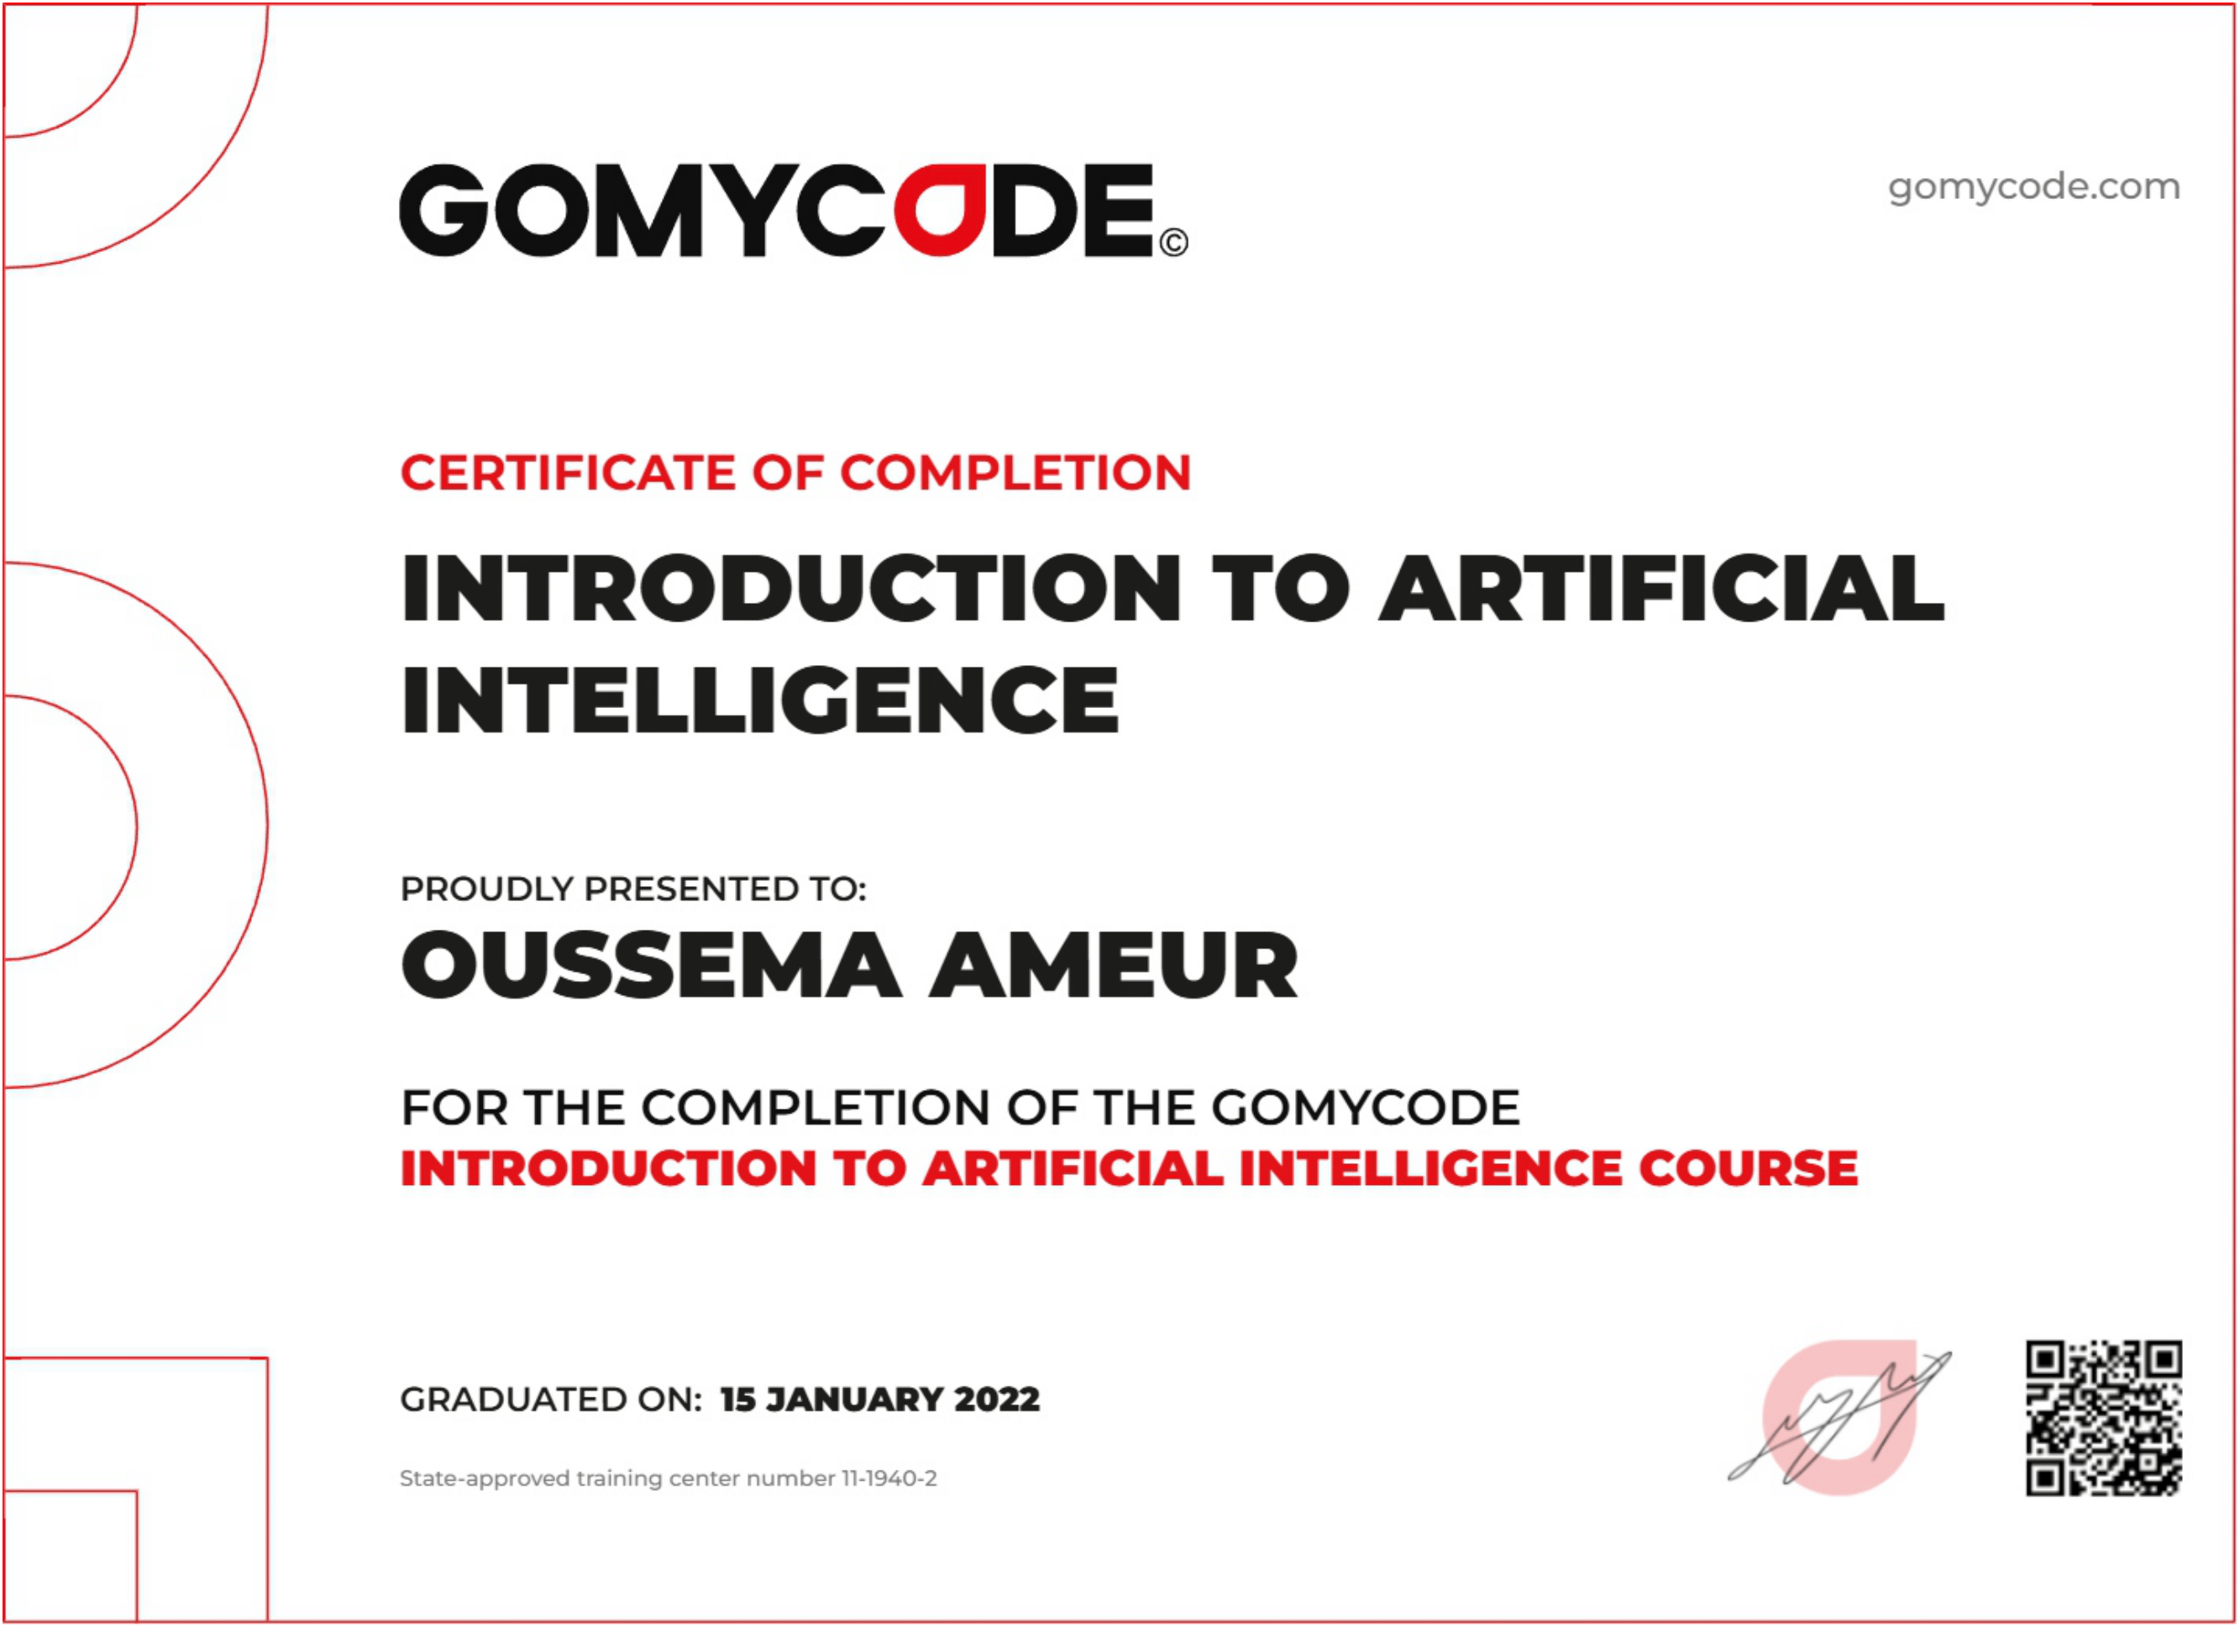 GOMYCODE©
gomycode.com
CERTIFICATE OF COMPLETION
INTRODUCTION TO ARTIFICIAL
INTELLIGENCE
PROUDLY PRESENTED TO:
OUSSEMA AMEUR
FOR THE COMPLETION OF THE GOMYCODE
INTRODUCTION TO ARTIFICIAL INTELLIGENCE COURSE
GRADUATED ON: 15 JANUARY 2022
State-approved training center number 11-1940-2